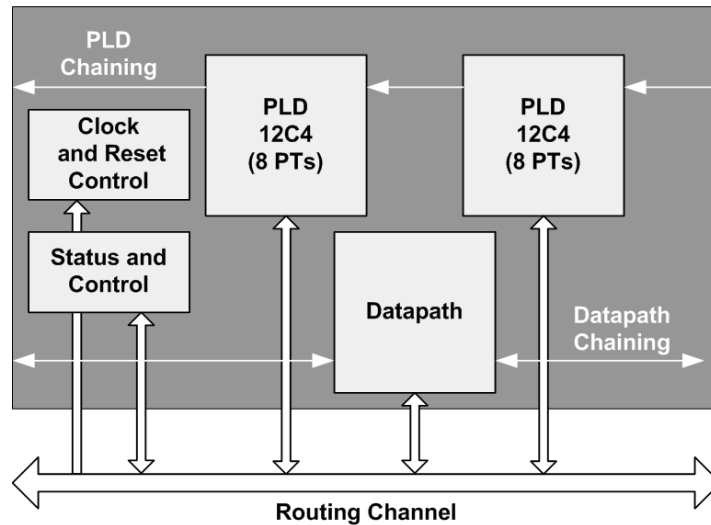 PLD
Chaining
PLD
12C4
(8 PTs)
PLD
12C4
(8 PTs)
Clock
and Reset
Control
Status and
Control
Datapath
Datapath
Chaining
Routing Channel